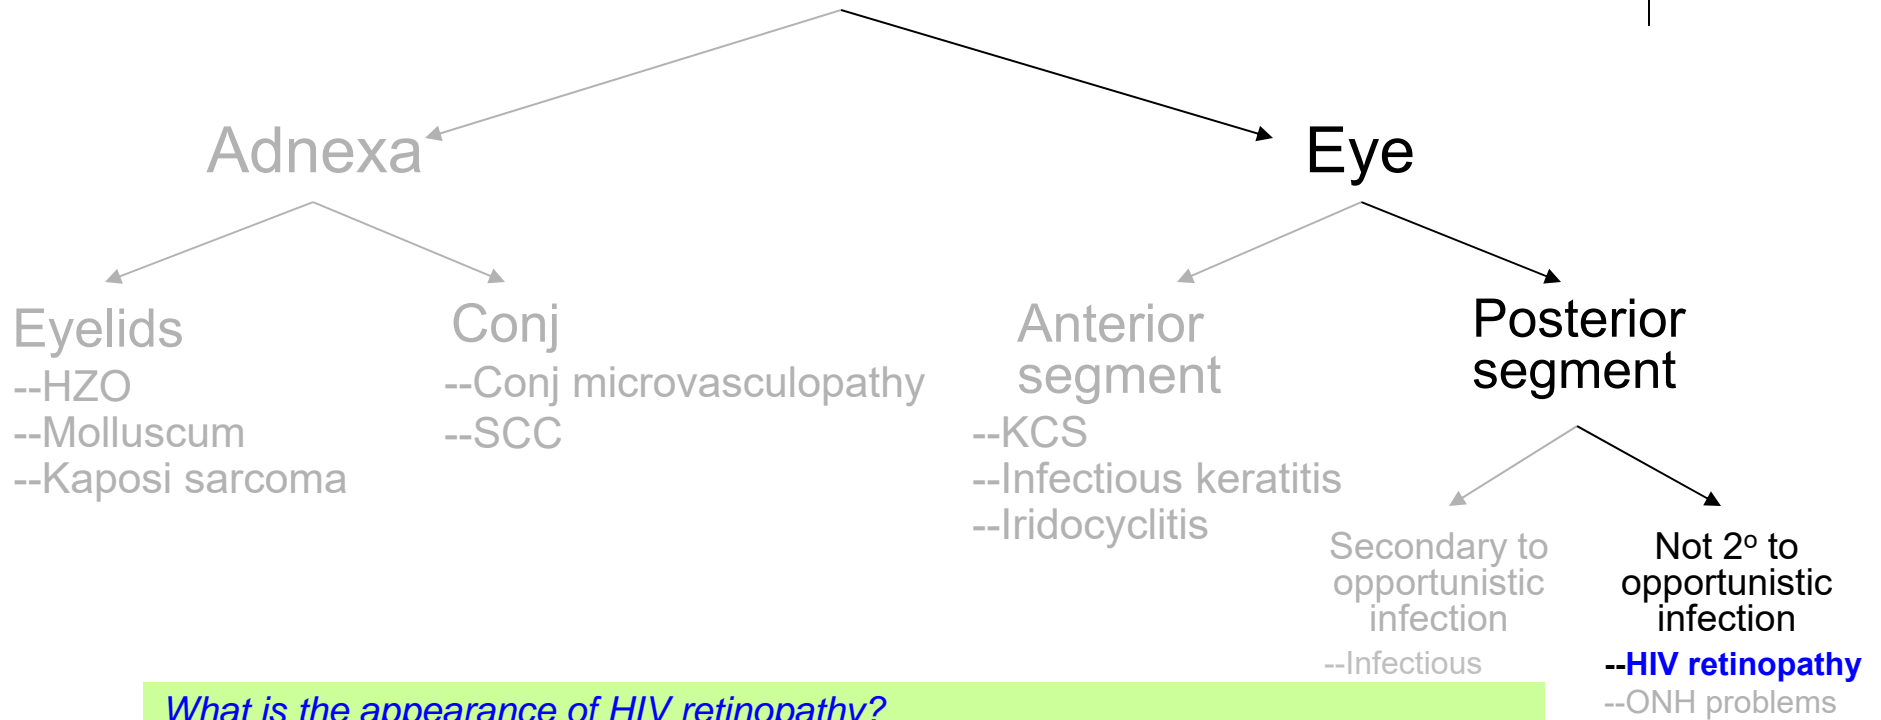 Adnexa
Eye
Eyelids
--HZO
--Molluscum
--Kaposi sarcoma
Conj
--Conj microvasculopathy
--SCC
Anterior
segment
--KCS
--Infectious keratitis
--Iridocyclitis
Posterior
segment
Secondary to
opportunistic
infection
--Infectious
Not 2º to
opportunistic
infection
--HIV retinopathy
--ONH problems
What is the appearance of HIV retinopathy?